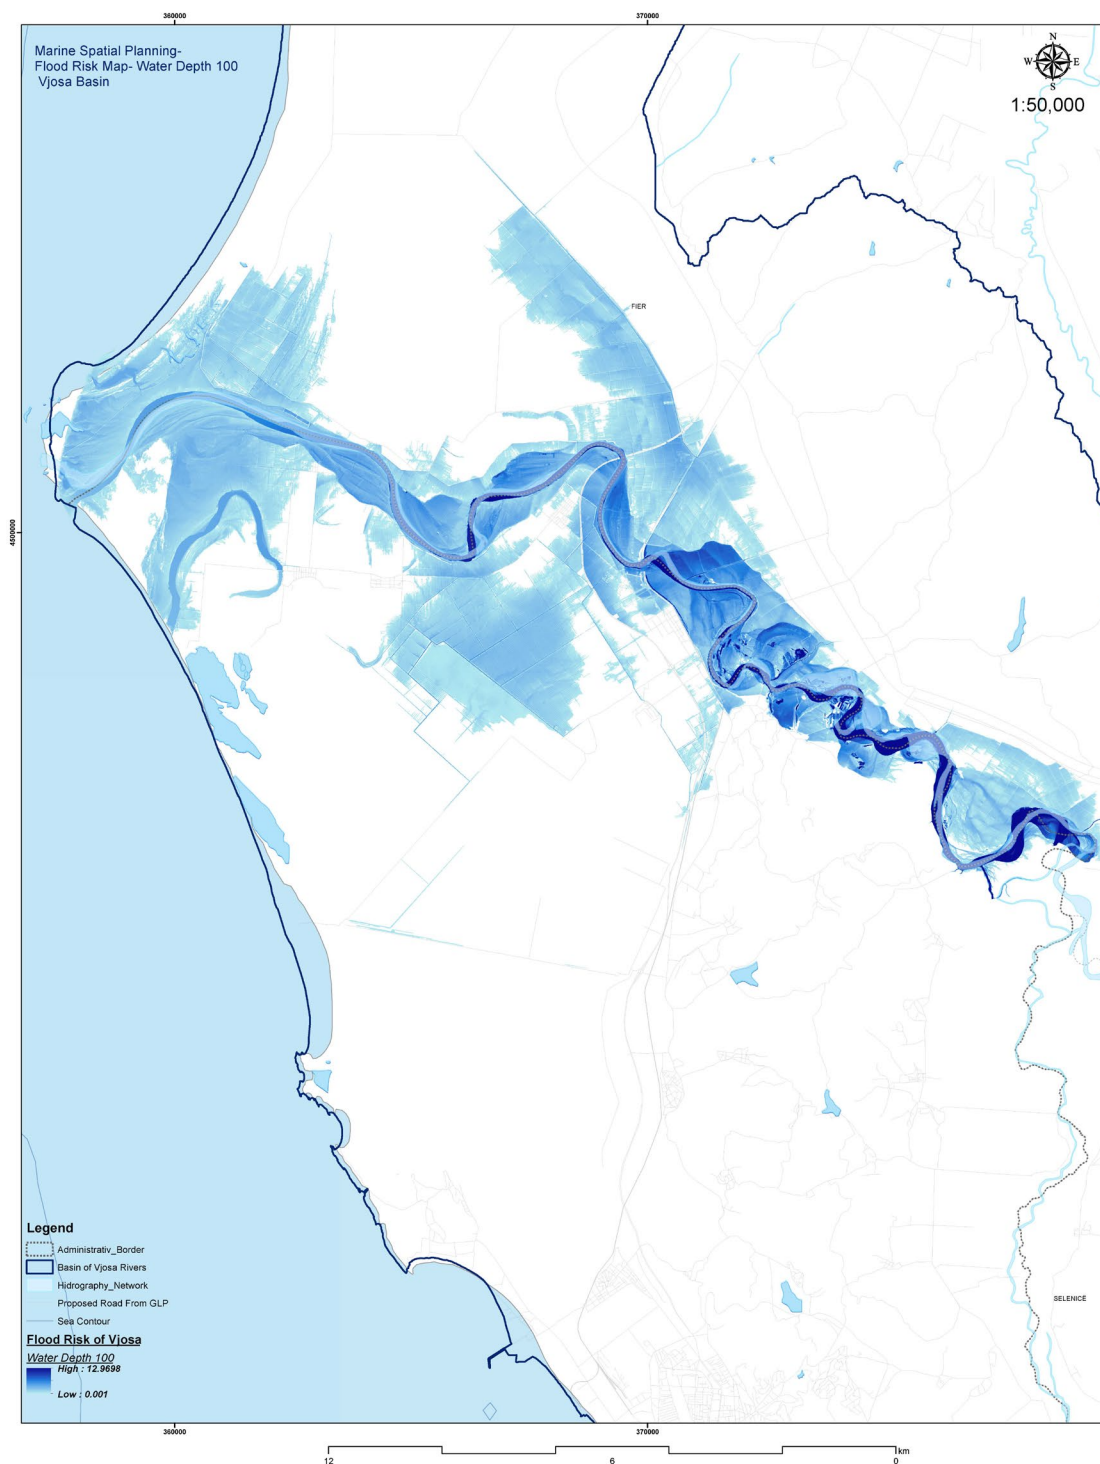 360000
370000
Marine Spatial Planning-
Flood Risk Map- Water Depth 100
Vjosa Basin
N
W E
S
1:50,000
FIER
4500000
Legend
Administrativ_Border
Basin of Vjosa Rivers
Hidrography_Network
Proposed Road From GLP
Sea Contour
Flood Risk of Vjosa
Water Depth 100
High : 12.9698
Low : 0.001
SELENICË
360000
370000
km
12 6 0